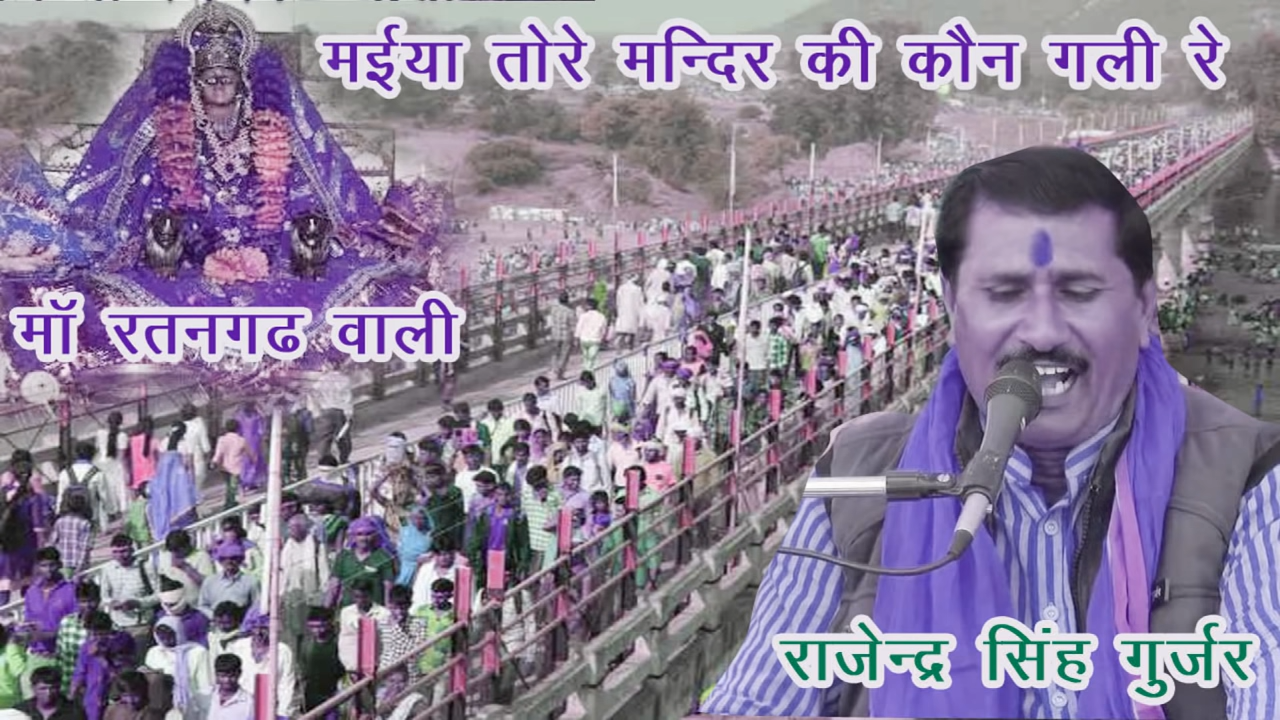 मईया तोरे मन्दिर की कौन गली रे
मॉ रतनगढ वाली
राजेन्द्र सिंह गुर्जर